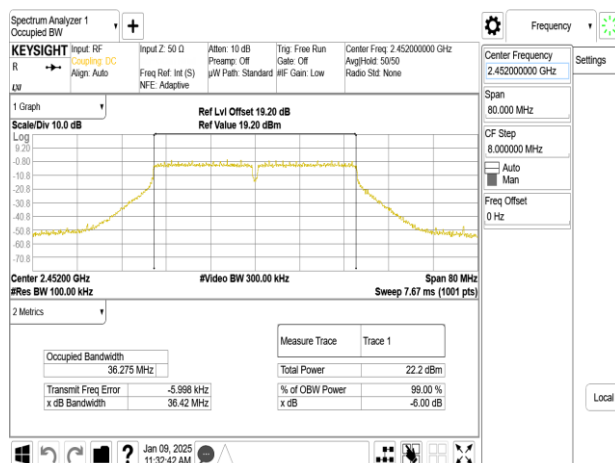 Spectrum Analyzer 1
Occupied BW
+
Frequency
KEYSIGHT
Input: RF
Coupling: DC
Align: Auto
Input Z: 50 Ω
Freq Ref: Int (S)
NFE: Adaptive
Atten: 10 dB
Preamp: Off
µW Path: Standard
Trig: Free Run
Gate: Off
#IF Gain: Low
Center Freq: 2.452000000 GHz
Avg|Hold: 50/50
Radio Std: None
R
Center Frequency
2.452000000 GHz
Settings
Span
80.000 MHz
CF Step
8.000000 MHz
Auto
Man
Freq Offset
0 Hz
Local
1 Graph
Scale/Div 10.0 dB
Ref Lvl Offset 19.20 dB
Ref Value 19.20 dBm
Log
9.20
-0.80
-10.8
-20.8
-30.8
-40.8
-50.8
-60.8
-70.8
Center 2.45200 GHz
#Res BW 100.00 kHz
#Video BW 300.00 kHz
Span 80 MHz
Sweep 7.67 ms (1001 pts)
2 Metrics
Occupied Bandwidth
36.275 MHz
Transmit Freq Error -5.998 kHz
x dB Bandwidth 36.42 MHz
Measure Trace Trace 1
Total Power 22.2 dBm
% of OBW Power 99.00 %
x dB -6.00 dB
?
Jan 09, 2025
11:32:42 AM